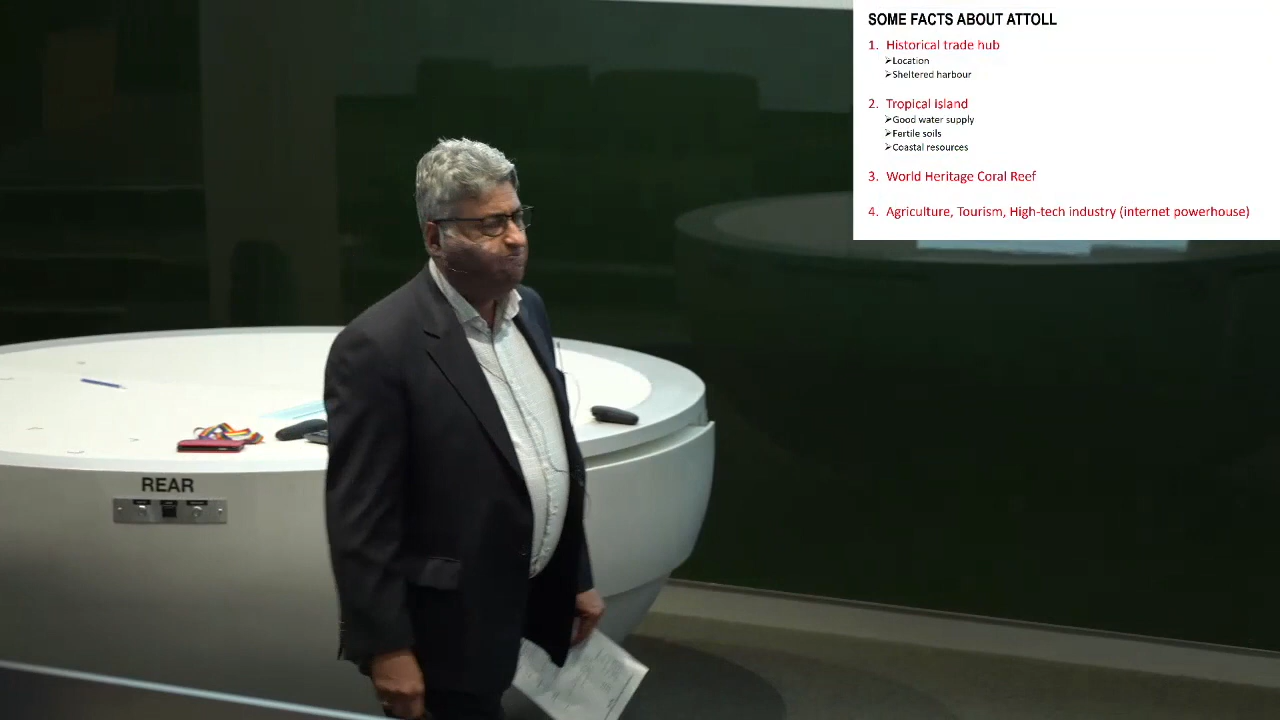 SOME FACTS ABOUT ATTOLL
1. Historical trade hub
➢Location
➢Sheltered harbour
2. Tropical island
➢Good water supply
➢Fertile soils
➢Coastal resources
3. World Heritage Coral Reef
4. Agriculture, Tourism, High-tech industry (internet powerhouse)
REAR